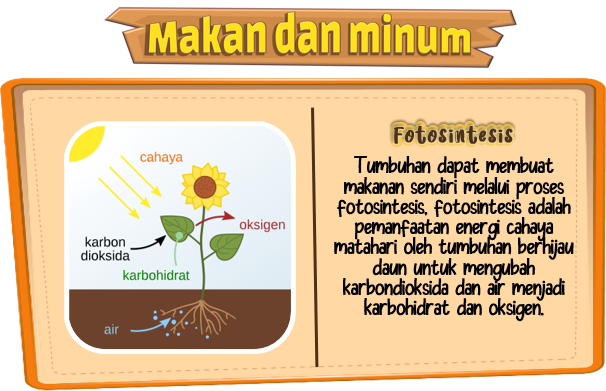 Makan dan minum
cahaya
oksigen
karbon
dioksida
karbohidrat
air
Fotosintesis
Tumbuhan dapat membuat
makanan sendiri melalui proses
fotosintesis, fotosintesis adalah
pemanfaatan energi cahaya
matahari oleh tumbuhan berhijau
daun untuk mengubah
karbondioksida dan air menjadi
karbohidrat dan oksigen.